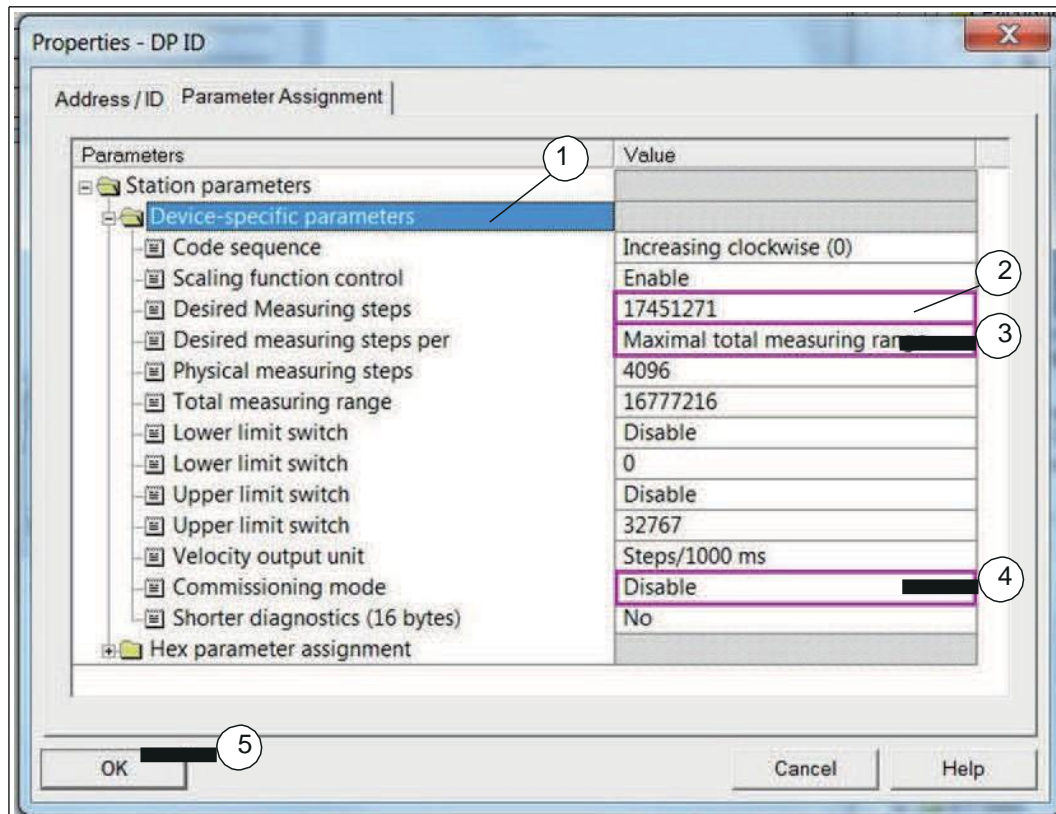 Properties - DP ID
X
Address / ID Parameter Assignment
Parameters Value
1
Station parameters
Device-specific parameters
Code sequence Increasing clockwise (0)
Scaling function control Enable
2
Desired Measuring steps 17451271
Desired measuring steps per Maximal total measuring range
3
Physical measuring steps 4096
Total measuring range 16777216
Lower limit switch Disable
Lower limit switch 0
Upper limit switch Disable
Upper limit switch 32767
Velocity output unit Steps/1000 ms
Commissioning mode Disable
4
Shorter diagnostics (16 bytes) No
Hex parameter assignment
5
OK Cancel Help